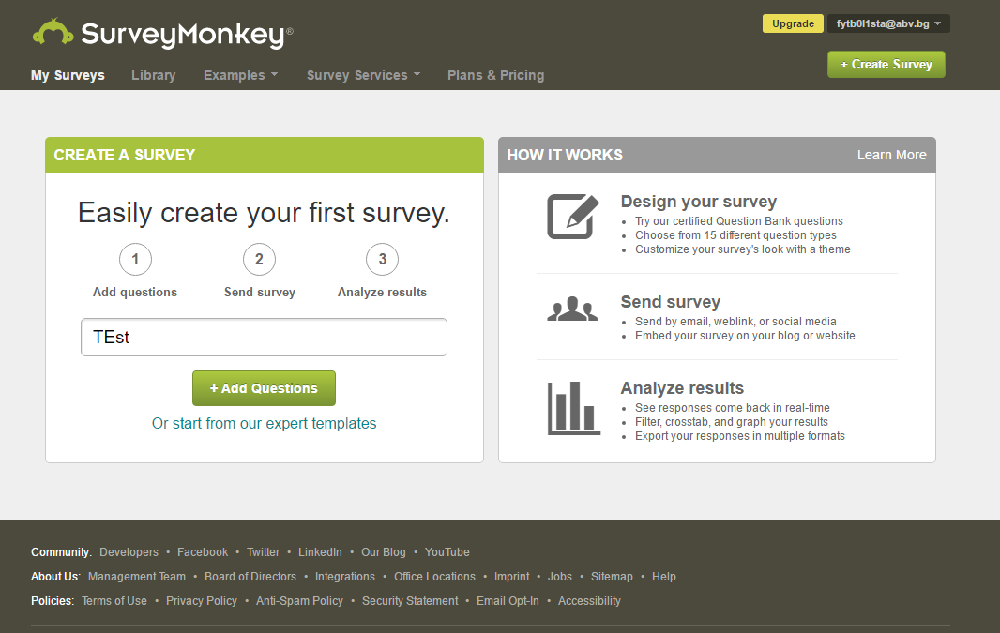 SurveyMonkey®
Upgrade
fytb0l1sta@abv.bg
My Surveys Library Examples Survey Services Plans & Pricing
+ Create Survey
CREATE A SURVEY
Easily create your first survey.
1 2 3
Add questions Send survey Analyze results
TEst
+ Add Questions
Or start from our expert templates
HOW IT WORKS Learn More
Design your survey
• Try our certified Question Bank questions
• Choose from 15 different question types
• Customize your survey's look with a theme
Send survey
• Send by email, weblink, or social media
• Embed your survey on your blog or website
Analyze results
• See responses come back in real-time
• Filter, crosstab, and graph your results
• Export your responses in multiple formats
Community: Developers • Facebook • Twitter • LinkedIn • Our Blog • YouTube
About Us: Management Team • Board of Directors • Integrations • Office Locations • Imprint • Jobs • Sitemap • Help
Policies: Terms of Use • Privacy Policy • Anti-Spam Policy • Security Statement • Email Opt-In • Accessibility